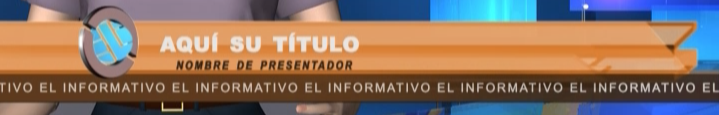 AQUÍ SU TÍTULO
NOMBRE DE PRESENTADOR
TIVO EL INFORMATIVO EL INFORMATIVO EL INFORMATIVO EL INFORMATIVO EL INFORMATIVO EL